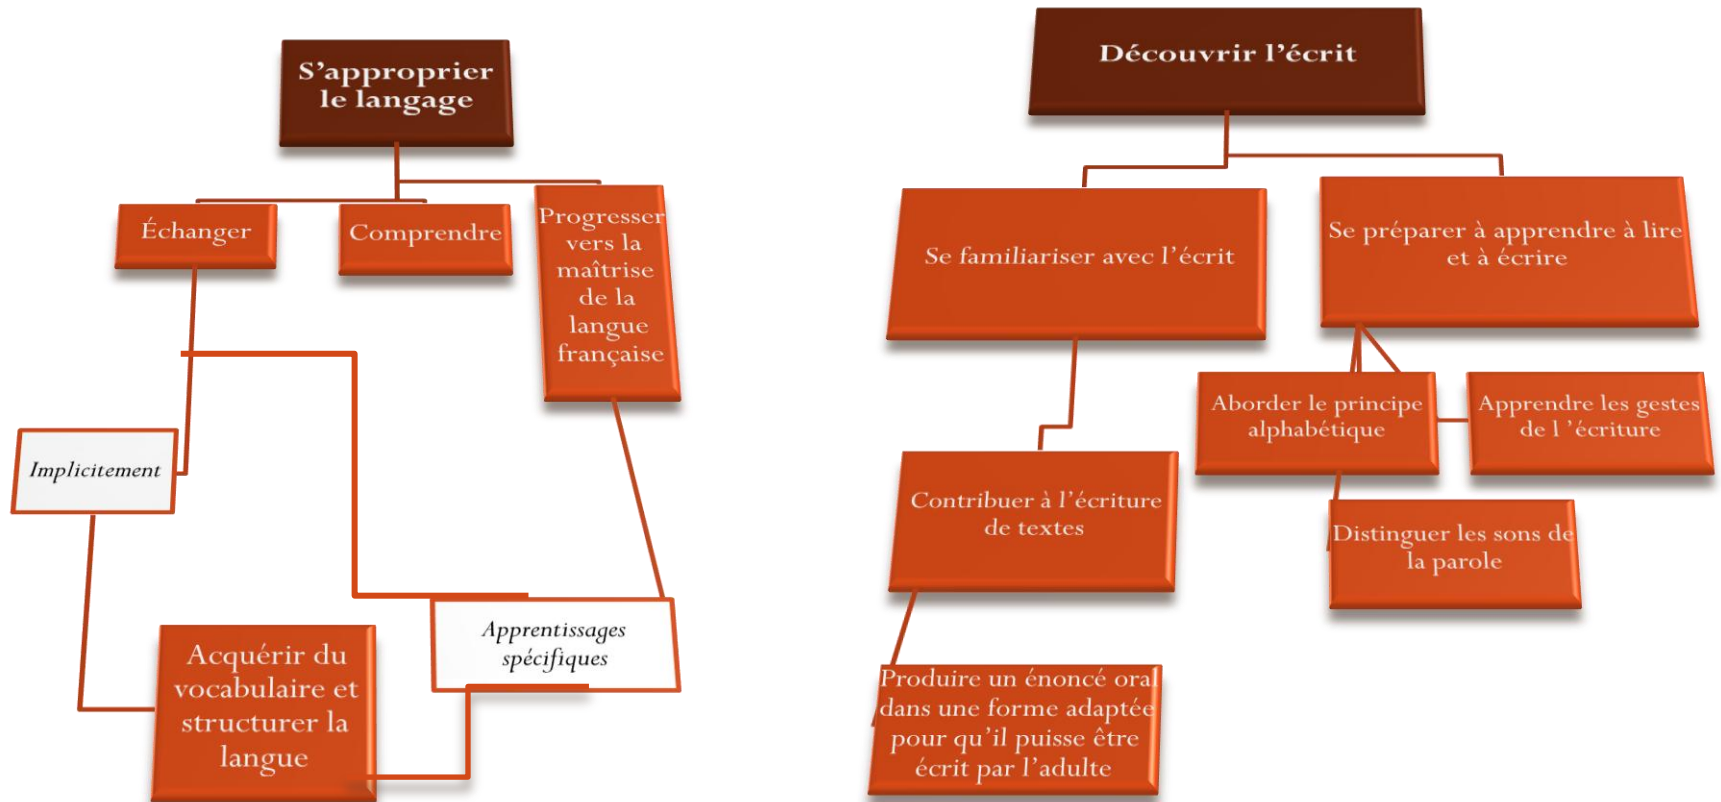 S'approprier
le langage
Échanger
Comprendre
Progresser
vers la
maîtrise
de la
langue
française
Implicitement
Apprentissages
spécifiques
Acquérir du
vocabulaire et
structurer la
langue
Découvrir l'écrit
Se familiariser avec l'écrit
Se préparer à apprendre à lire
et à écrire
Contribuer à l'écriture
de textes
Aborder le principe
alphabétique
Apprendre les gestes
de l 'écriture
Distinguer les sons de
la parole
Produire un énoncé oral
dans une forme adaptée
pour qu'il puisse être
écrit par l'adulte